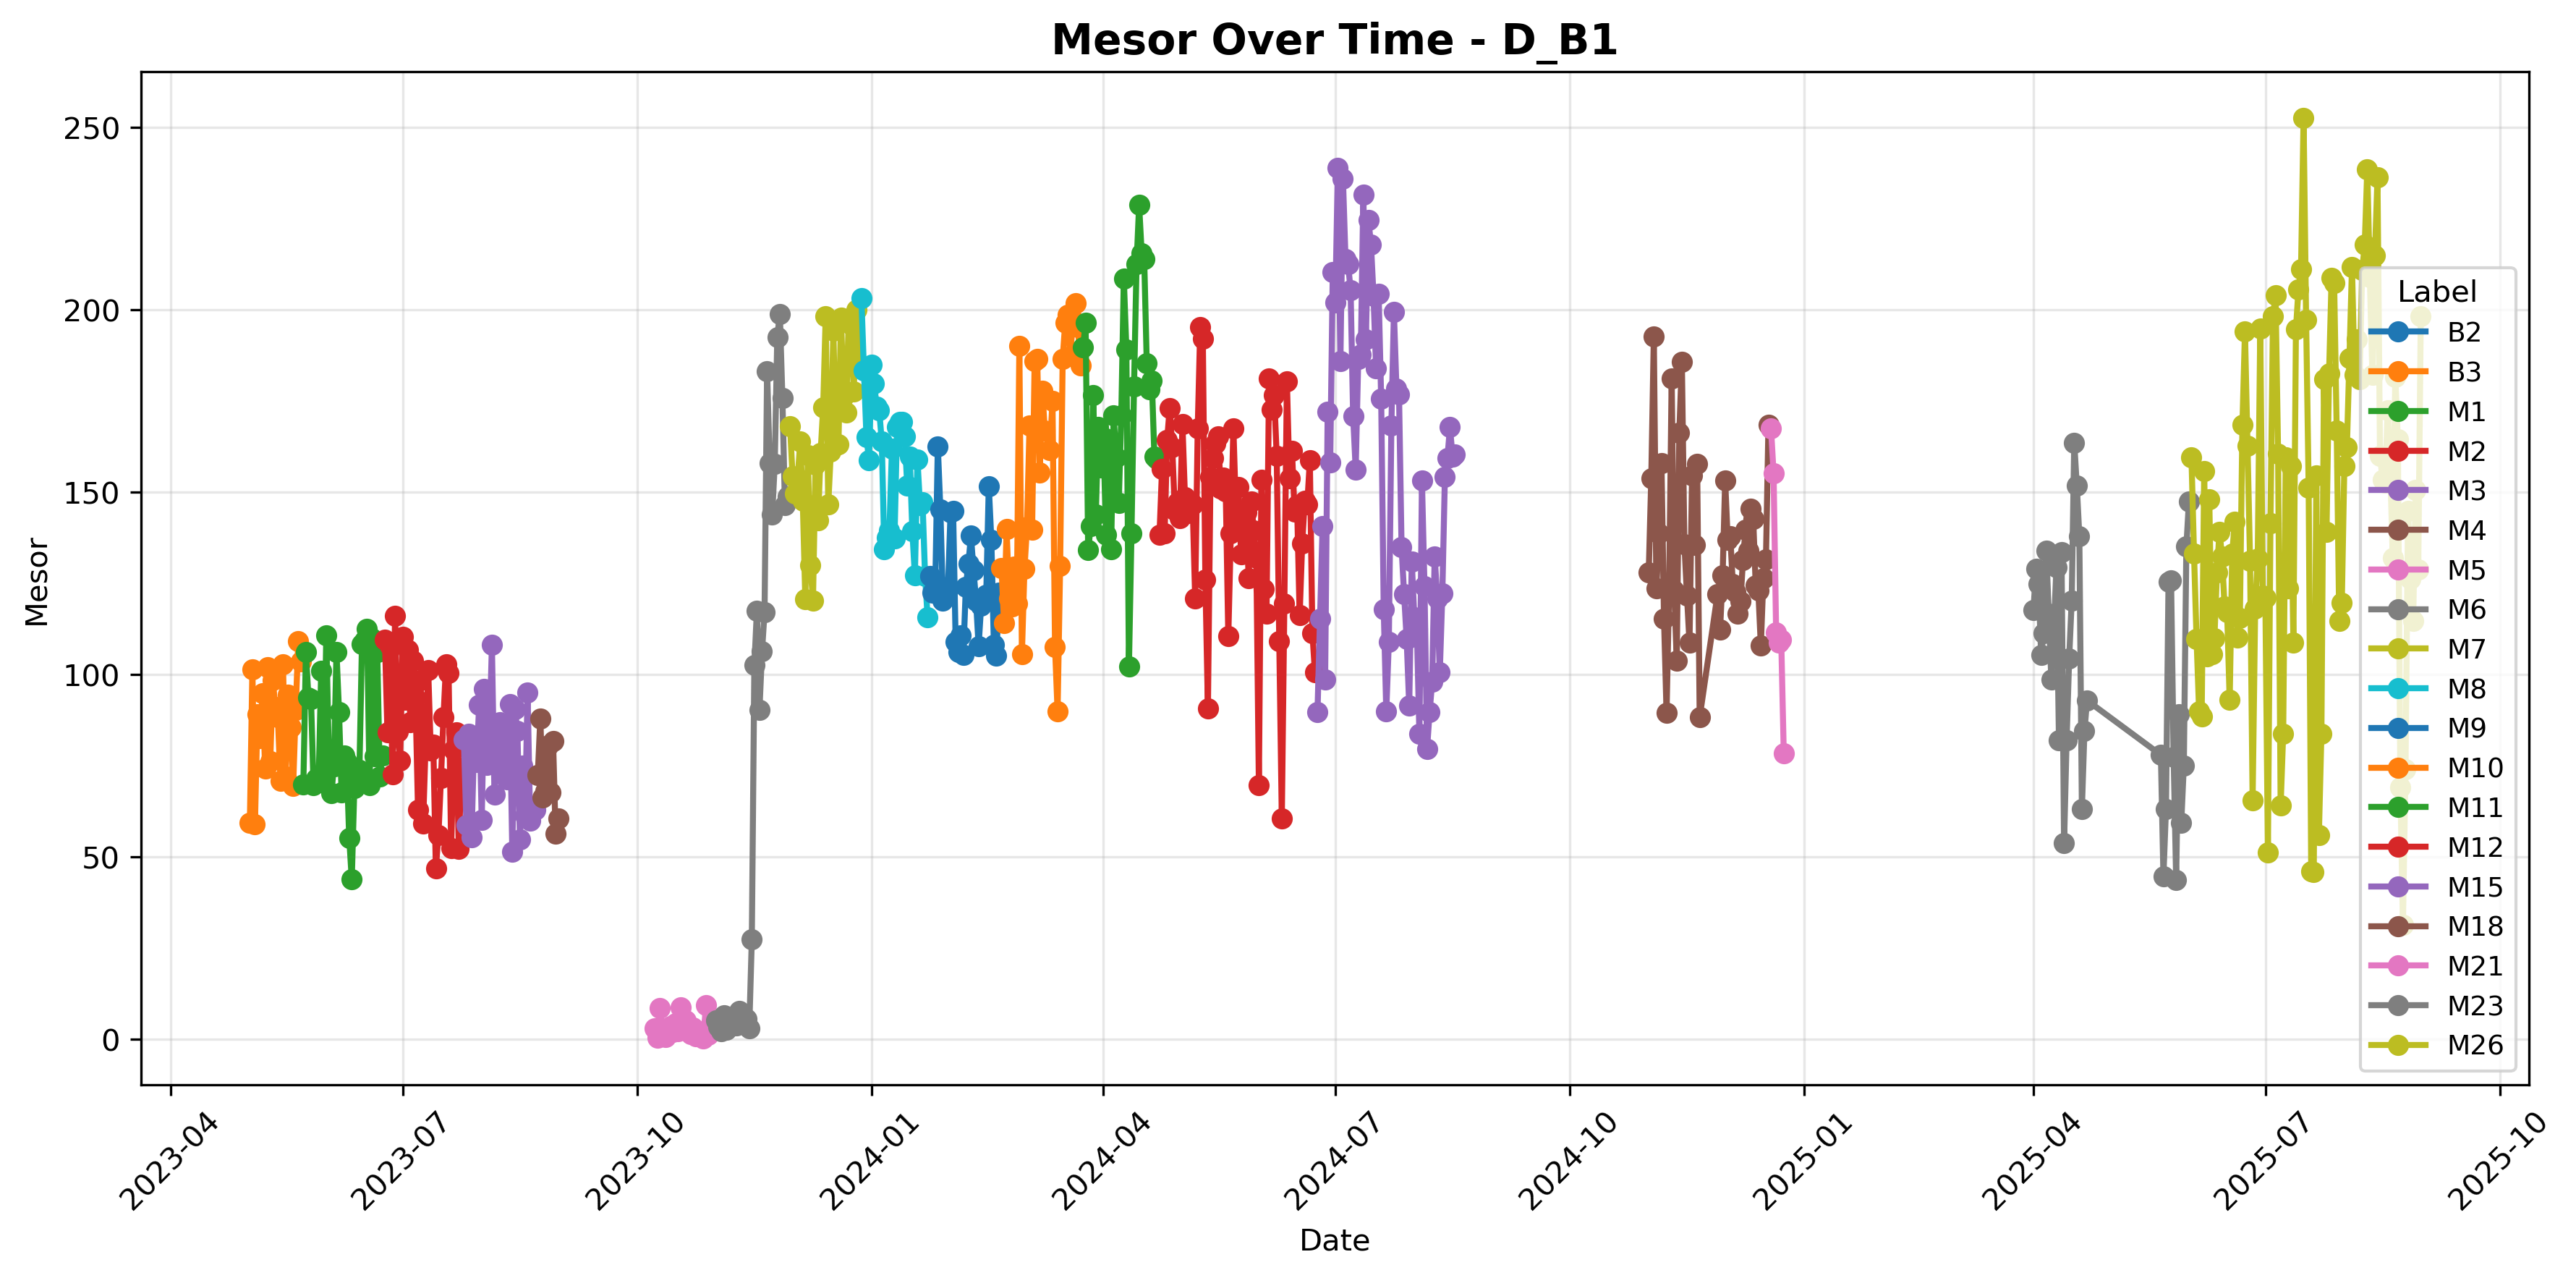 Mesor Over Time - D_B1
Mesor
250
200
150
100
50
0
2023-04
2023-07
2023-10
2024-01
2024-04
2024-07
2024-10
2025-01
2025-04
2025-07
2025-10
Date
Label
B2
B3
M1
M2
M3
M4
M5
M6
M7
M8
M9
M10
M11
M12
M15
M18
M21
M23
M26